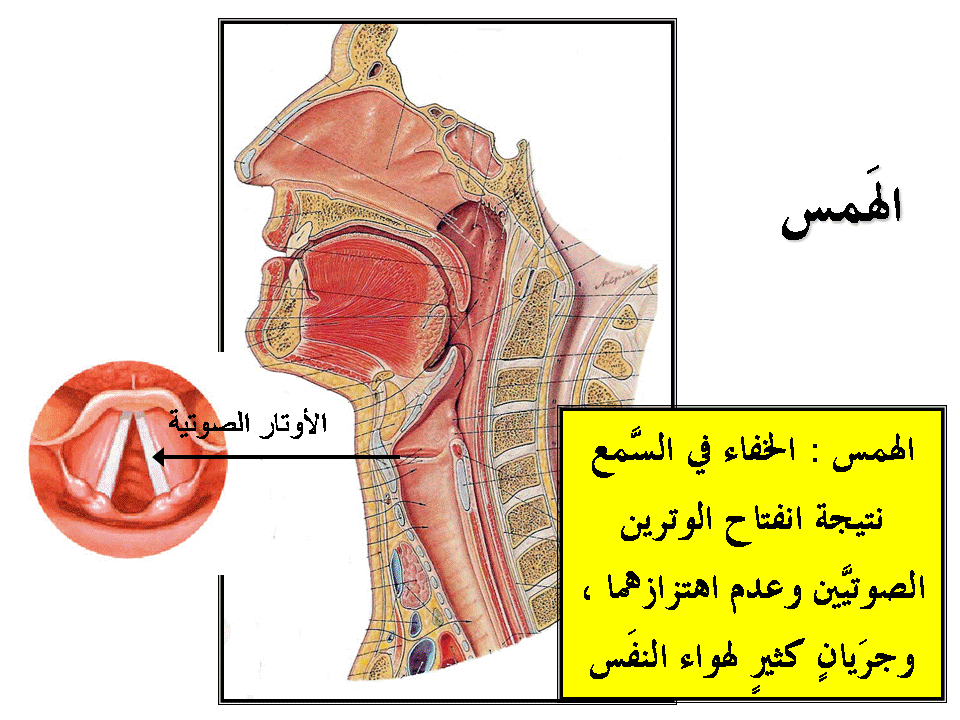 الهَمس
الأوتار الصوتية
الهمس : الخفاء في السَّمع
نتيجة انفتاح الوترين
الصوتيَّين وعدم اهتزازهما ،
وجرَيانٍ كثيرٍ لهواء النفَس